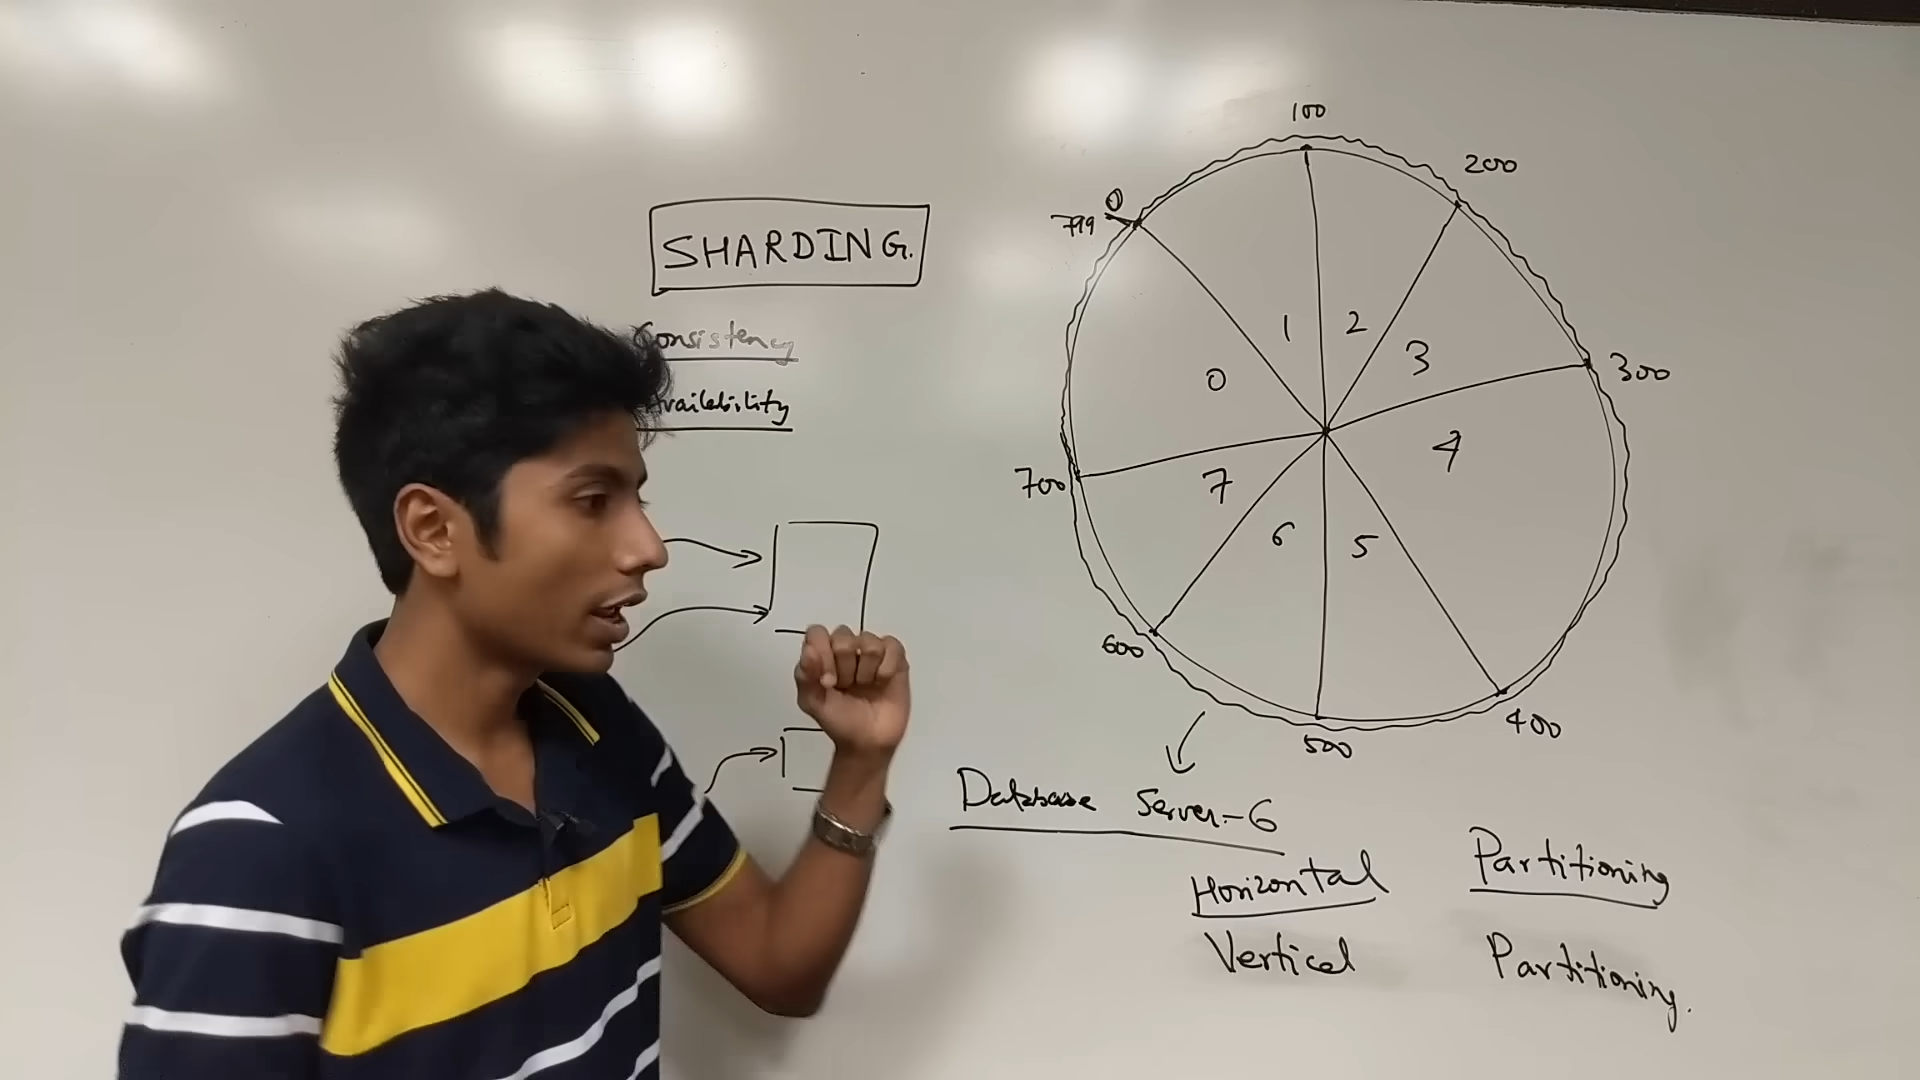 SHARDING.
Consistency
Availability
100
200
0
799
300
1
2
3
0
4
700
7
6
5
600
400
500
Database Server-6
Horizontal Partitioning
Vertical Partitioning.